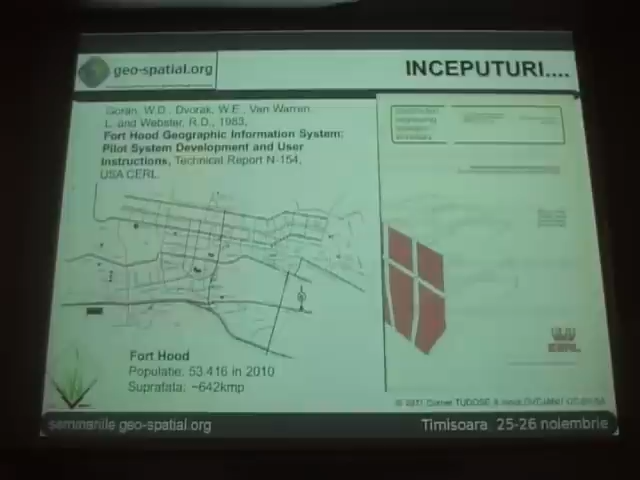 geo-spatial.org
INCEPUTURI....
Goran, W.D., Dvorak, W.E., Van Warren,
L. and Webster, R.D., 1983,
Fort Hood Geographic Information System:
Pilot System Development and User
Instructions, Technical Report N-154,
USA CERL.
Fort Hood
Populatie: 53.416 in 2010
Suprafata: ~642kmp
seminariile geo-spatial.org
Timisoara, 25-26 noiembrie